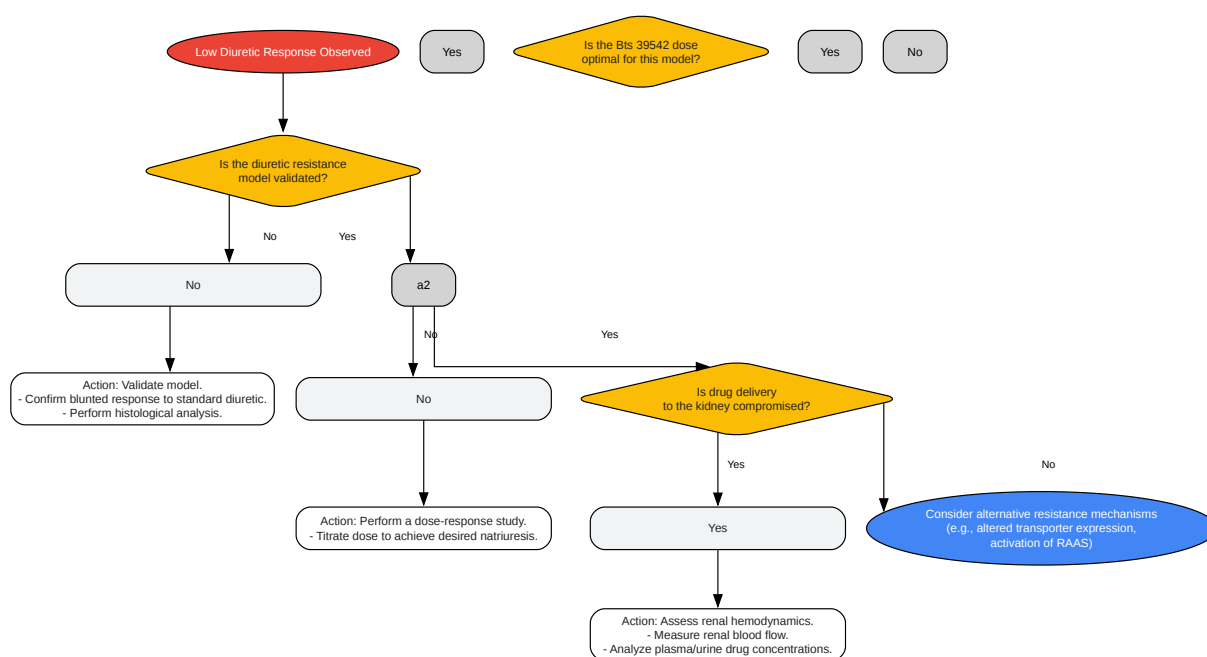 Low Diuretic Response Observed
Yes
Is the Bts 39542 dose
optimal for this model?
Yes
No
Is the diuretic resistance
model validated?
No
Yes
No
a2
No
Yes
Action: Validate model.
- Confirm blunted response to standard diuretic.
- Perform histological analysis.
No
Is drug delivery
to the kidney compromised?
Yes
No
Action: Perform a dose-response study.
- Titrate dose to achieve desired natriuresis.
Yes
Consider alternative resistance mechanisms
(e.g., altered transporter expression,
activation of RAAS)
Action: Assess renal hemodynamics.
- Measure renal blood flow.
- Analyze plasma/urine drug concentrations.